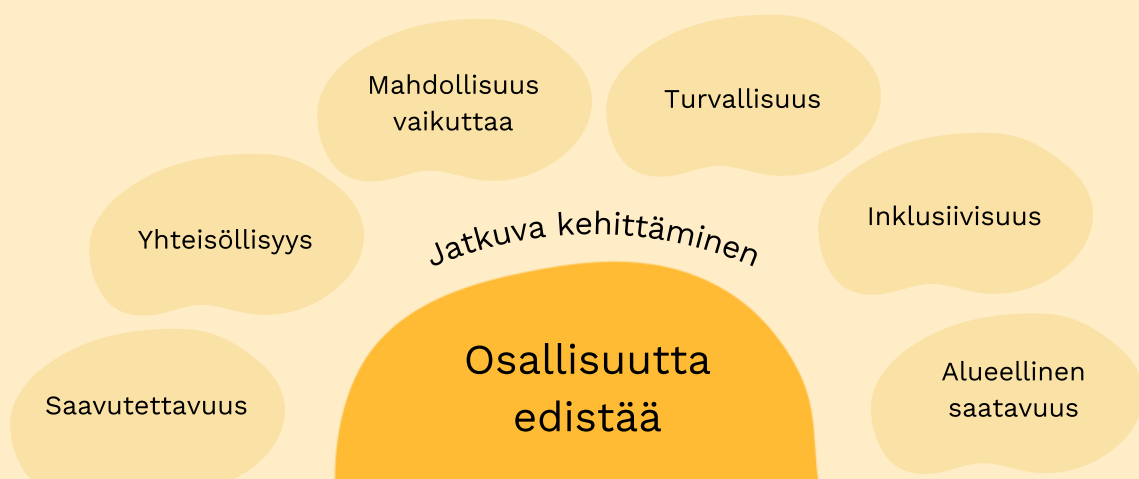 Mahdollisuus
vaikuttaa
Turvallisuus
Yhteisöllisyys
Inklusiivisuus
Jatkuva kehittäminen
Saavutettavuus
Osallisuutta
edistää
Alueellinen
saatavuus